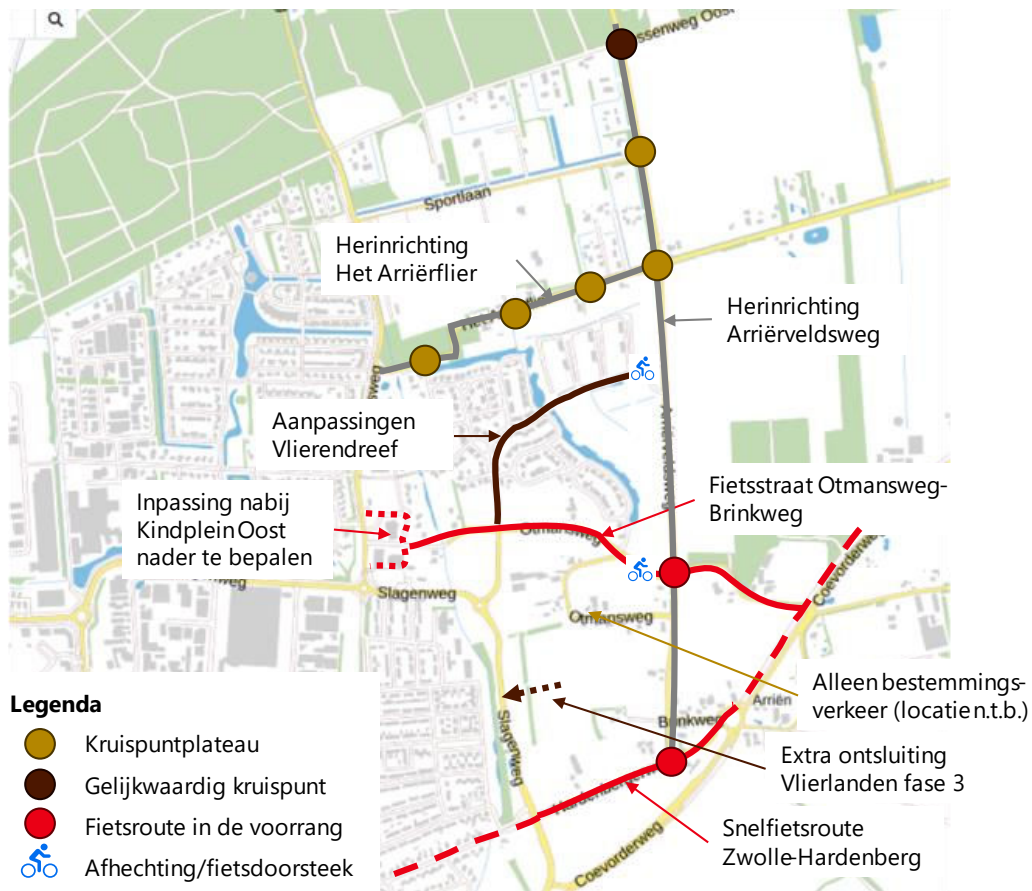 Sportlaan
Herinrichting
Het Arriërflier
Herinrichting
Arriërveldsweg
Aanpassingen
Vlierendreef
Inpassing nabij
Kindplein Oost
nader te bepalen
Fietsstraat Otmansweg-
Brinkweg
Otmansweg
Coevorderweg
Slagenweg
Otmansweg
Alleen bestemmings-
verkeer (locatie n.t.b.)
Arriën
Brinkweg
Slagenweg
Extra ontsluiting
Vlierlanden fase 3
Coevorderweg
Snelfietsroute
Zwolle-Hardenberg
Legenda
Kruispuntplateau
Gelijkwaardig kruispunt
Fietsroute in de voorrang
Afhechting/fietsdoorsteek